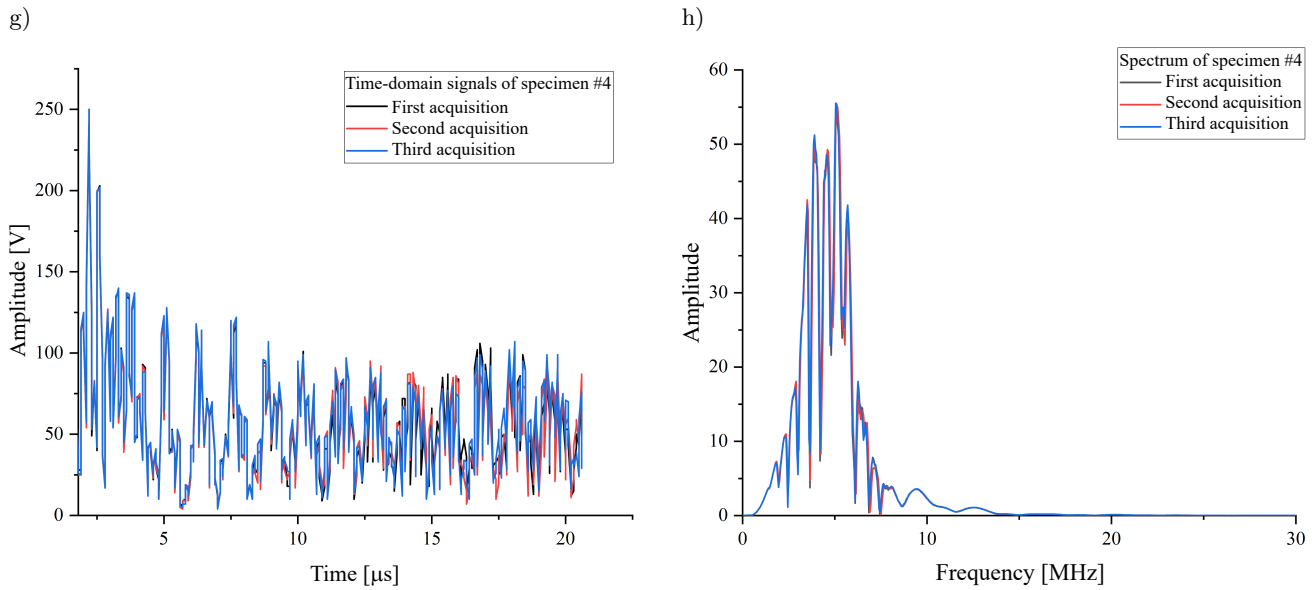 g)
Time-domain signals of specimen #4
First acquisition
Second acquisition
Third acquisition
Amplitude [V]
250
200
150
100
50
0
5
10
15
20
Time [μs]
h)
Spectrum of specimen #4
First acquisition
Second acquisition
Third acquisition
Amplitude
60
50
40
30
20
10
0
0
10
20
30
Frequency [MHz]